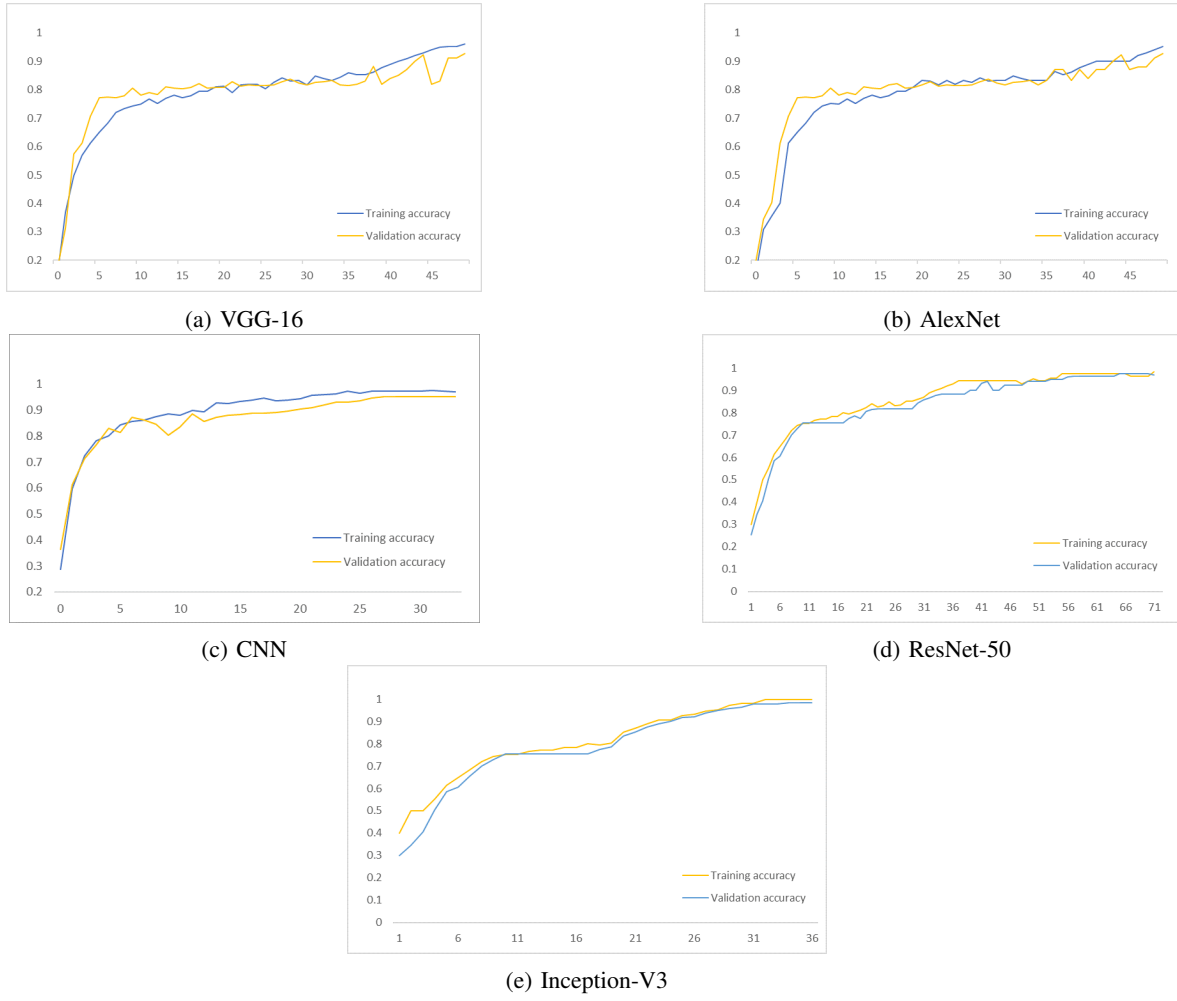 1
0.9
0.8
0.7
0.6
0.5
0.4
0.3
0.2
0 5 10 15 20 25 30 35 40 45
Training accuracy
Validation accuracy
(a) VGG-16
1
0.9
0.8
0.7
0.6
0.5
0.4
0.3
0.2
0 5 10 15 20 25 30 35 40 45
Training accuracy
Validation accuracy
(b) AlexNet
1
0.9
0.8
0.7
0.6
0.5
0.4
0.3
0.2
0 5 10 15 20 25 30
Training accuracy
Validation accuracy
(c) CNN
1
0.9
0.8
0.7
0.6
0.5
0.4
0.3
0.2
0.1
0
1 6 11 16 21 26 31 36 41 46 51 56 61 66 71
Training accuracy
Validation accuracy
(d) ResNet-50
1
0.9
0.8
0.7
0.6
0.5
0.4
0.3
0.2
0.1
0
1 6 11 16 21 26 31 36
Training accuracy
Validation accuracy
(e) Inception-V3